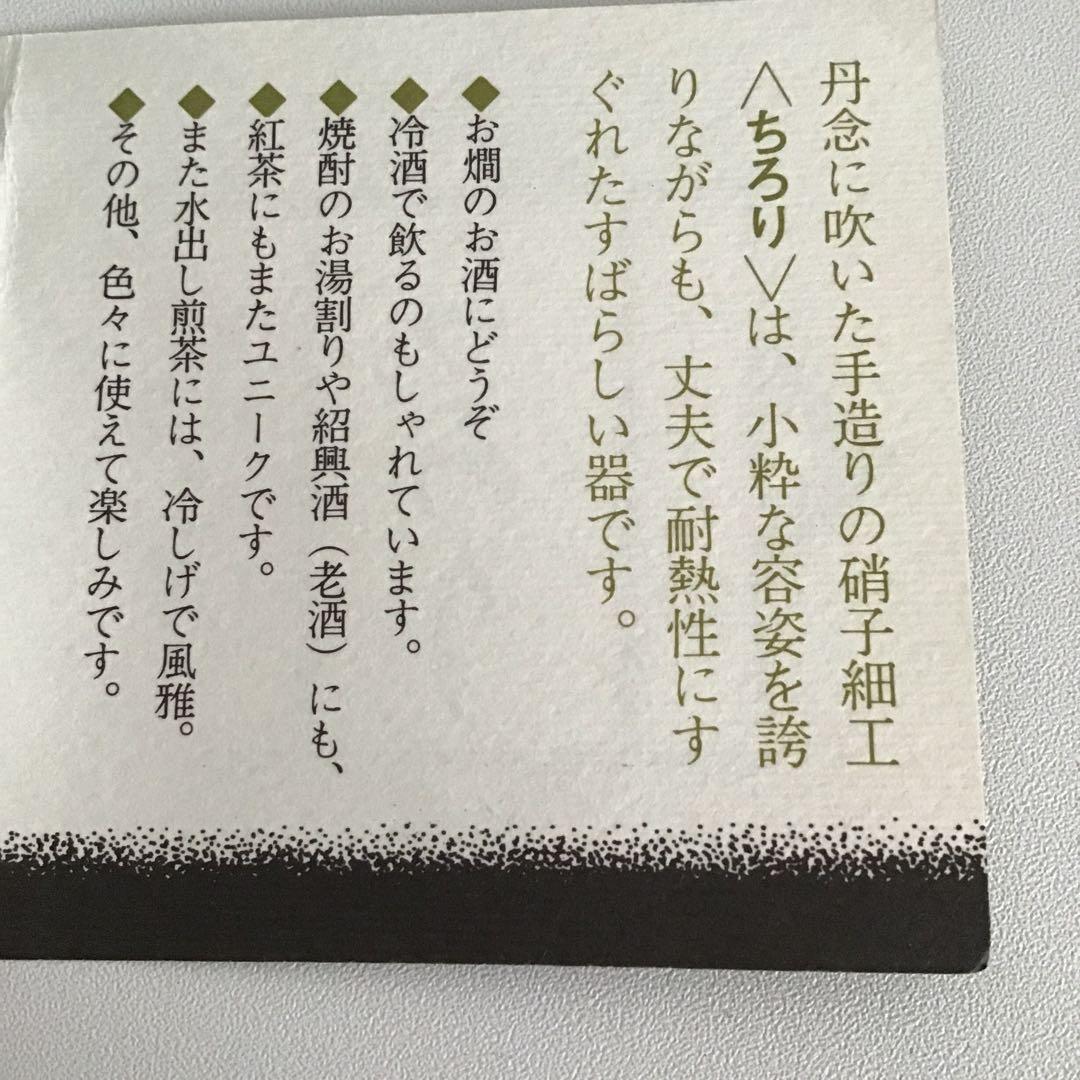 丹念に吹いた手造りの硝子細工
〈ちろり〉は、小粋な容姿を誇
りながらも、丈夫で耐熱性にす
ぐれたすばらしい器です。
◆お燗のお酒にどうぞ
◆冷酒で飲るのもしゃれています。
◆焼酎のお湯割りや紹興酒(老酒)にも、
◆紅茶にもまたユニークです。
◆また水出し煎茶には、冷しげで風雅。
◆その他、色々に使えて楽しみです。